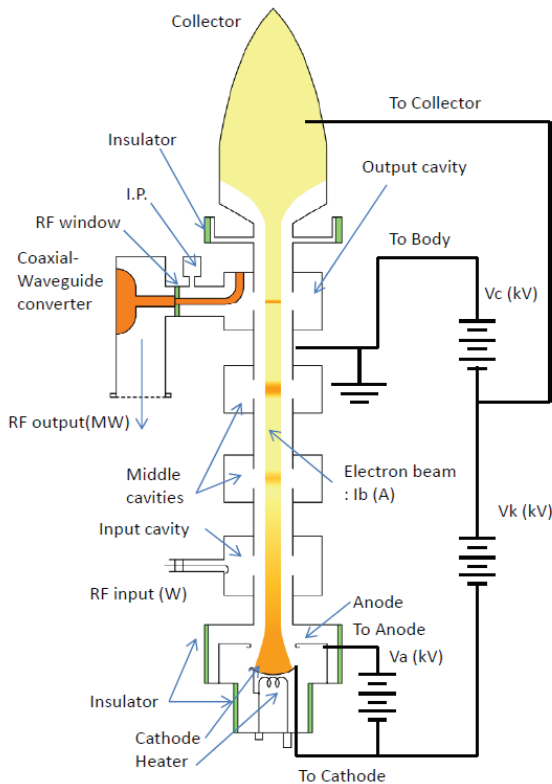 Collector
To Collector
Insulator
Output cavity
I.P.
RF window
To Body
Coaxial-
Waveguide
converter
Vc (kV)
RF output(MW)
Middle
cavities
Electron beam
: Ib (A)
Vk (kV)
Input cavity
RF input (W)
Anode
To Anode
Va (kV)
Insulator
Cathode
Heater
To Cathode